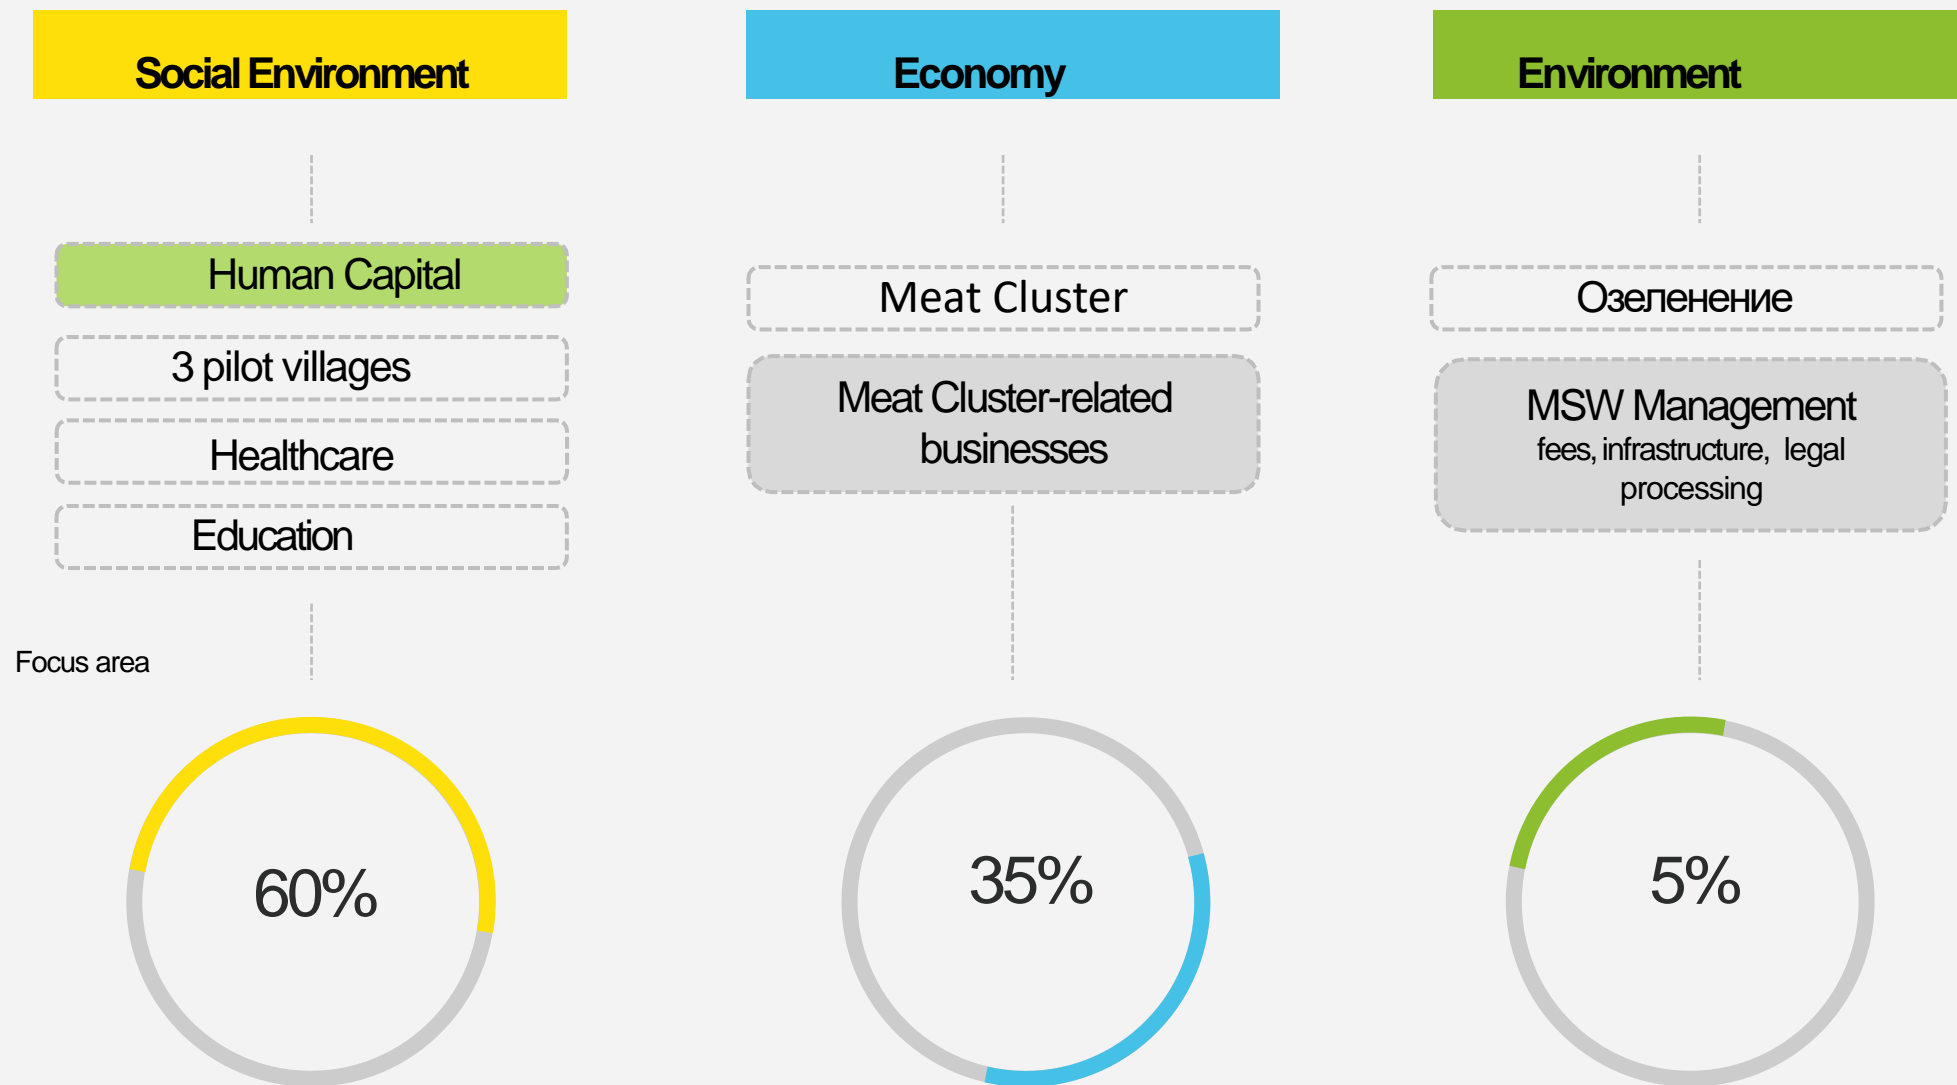 Social Environment
Human Capital
3 pilot villages
Healthcare
Education
Focus area
60%
Economy
Meat Cluster
Meat Cluster-related
businesses
35%
Environment
Озеленение
MSW Management
fees, infrastructure, legal
processing
5%